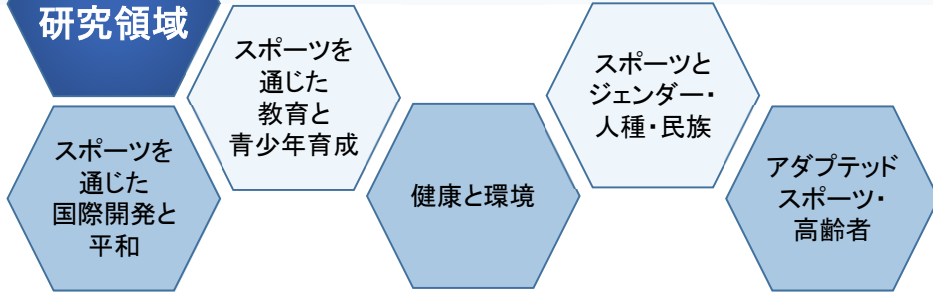 研究領域
スポーツを
通じた
国際開発と
平和
スポーツを
通じた
教育と
青少年育成
健康と環境
スポーツと
ジェンダー・
人種・民族
アダプテッド
スポーツ・
高齢者